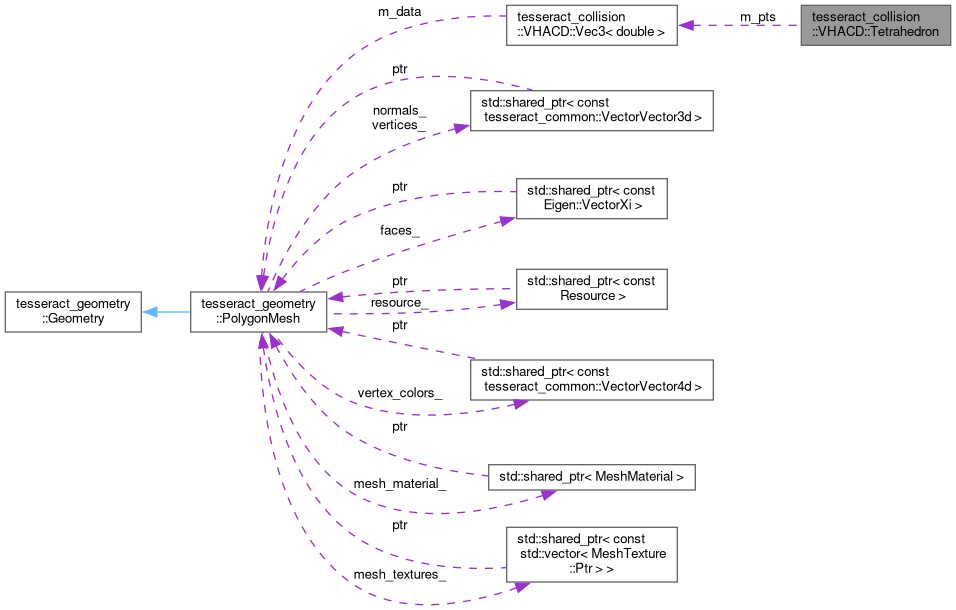 m_data
tesseract_collision
::VHACD::Vec3< double >
m_pts
tesseract_collision
::VHACD::Tetrahedron
ptr
std::shared_ptr< const
tesseract_common::VectorVector3d >
normals_
vertices_
ptr
std::shared_ptr< const
Eigen::VectorXi >
faces_
ptr
std::shared_ptr< const
Resource >
resource_
tesseract_geometry
::Geometry
tesseract_geometry
::PolygonMesh
ptr
std::shared_ptr< const
tesseract_common::VectorVector4d >
vertex_colors_
ptr
std::shared_ptr< MeshMaterial >
mesh_material_
ptr
std::shared_ptr< const
std::vector< MeshTexture
::Ptr > >
mesh_textures_